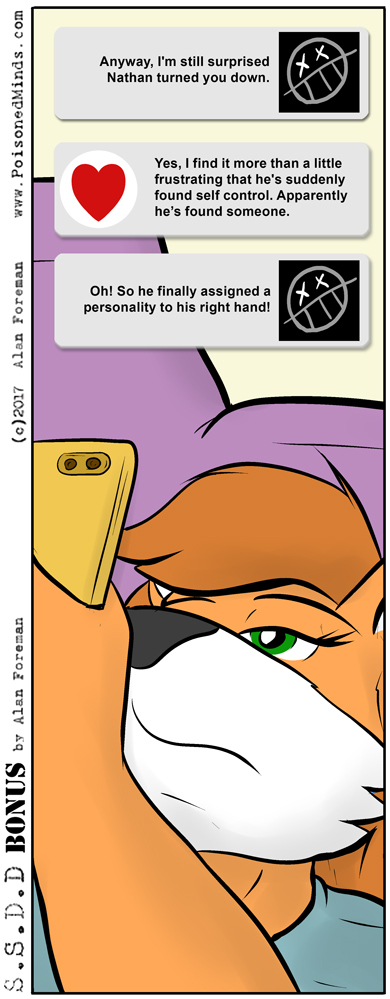 Anyway, I'm still surprised
Nathan turned you down.
Yes, I find it more than a little
frustrating that he's suddenly
found self control. Apparently
he's found someone.
Oh! So he finally assigned a
personality to his right hand!
S.S.D.D BONUS by Alan Foreman
(c)2017 Alan Foreman www.PoisonedMinds.com